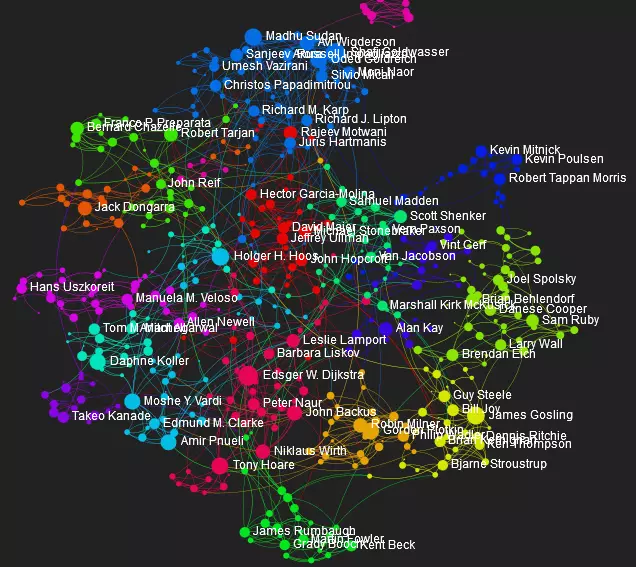 Madhu Sudan
Avi Wigderson
Sanjeev Arora
Shafi Goldwasser
Oded Goldreich
Umesh Vazirani
Moni Naor
Silvio Micali
Christos Papadimitriou
Richard M. Karp
Richard J. Lipton
Franco P. Preparata
Bernard Chazelle
Robert Tarjan
Rajeev Motwani
Juris Hartmanis
Kevin Mitnick
Kevin Poulsen
Robert Tappan Morris
John Reif
Hector Garcia-Molina
Samuel Madden
Jack Dongarra
Scott Shenker
David Maier
Michael Stonebraker
Vern Paxson
Jeffrey Ullman
Vint Cerf
Holger H. Hoos
John Hopcroft
Van Jacobson
Joel Spolsky
Hans Uszkoreit
Manuela M. Veloso
Brian Behlendorf
Marshall Kirk McKusick
Danese Cooper
Sam Ruby
Allen Newell
Alan Kay
Leslie Lamport
Larry Wall
Barbara Liskov
Brendan Eich
Daphne Koller
Edsger W. Dijkstra
Guy Steele
Moshe Y. Vardi
Peter Naur
Bill Joy
John Backus
James Gosling
Takeo Kanade
Edmund M. Clarke
Robin Milner
Gordon Plotkin
Philip Wadler
Dennis Ritchie
Amir Pnueli
Brian Kernighan
Ken Thompson
Niklaus Wirth
Tony Hoare
Bjarne Stroustrup
James Rumbaugh
Martin Fowler
Grady Booch
Kent Beck